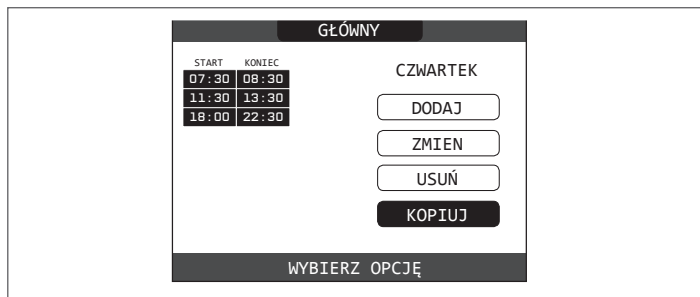 GŁÓWNY
START KONIEC
07:30 08:30
11:30 13:30
18:00 22:30
CZWARTEK
DODAJ
ZMIEN
USUŃ
KOPIUJ
WYBIERZ OPCJĘ